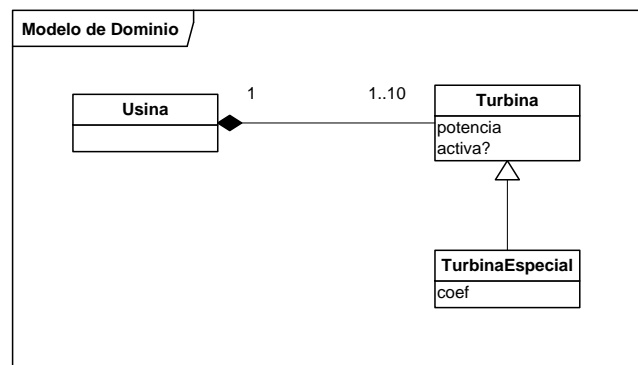 Modelo de Dominio
Usina
1
1..10
Turbina
potencia
activa?
TurbinaEspecial
coef